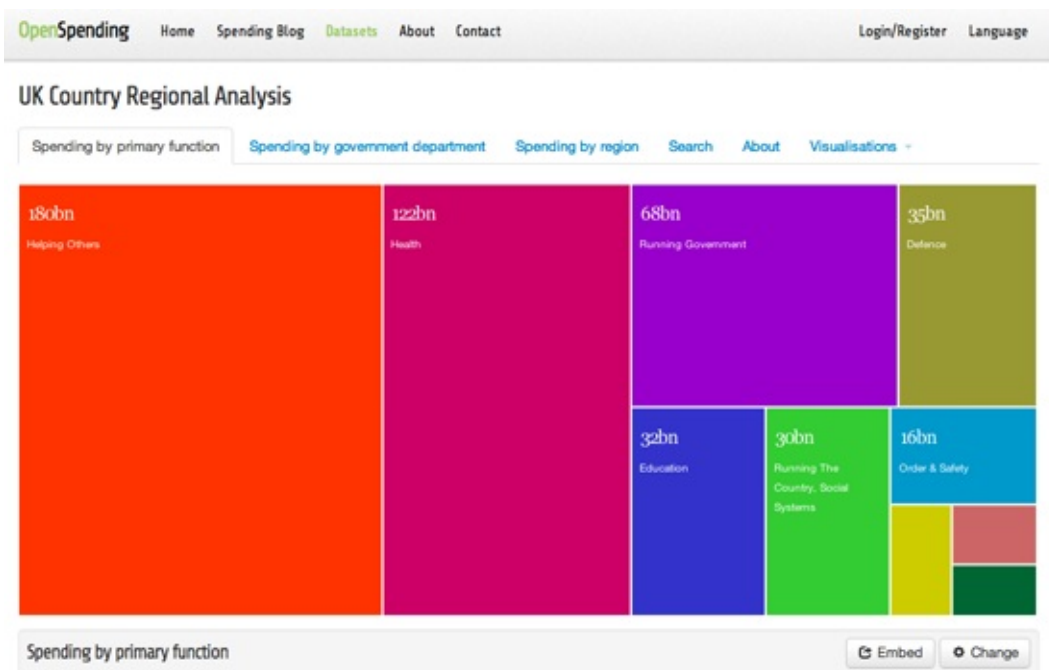 OpenSpending Home Spending Blog Datasets About Contact Login/Register Language
UK Country Regional Analysis
Spending by primary function Spending by government department Spending by region Search About Visualisations
180bn
Helping Others
122bn
Health
68bn
Running Government
35bn
Defence
32bn
Education
30bn
Running The
Country, Social
Systems
16bn
Order & Safety
Spending by primary function Embed Change